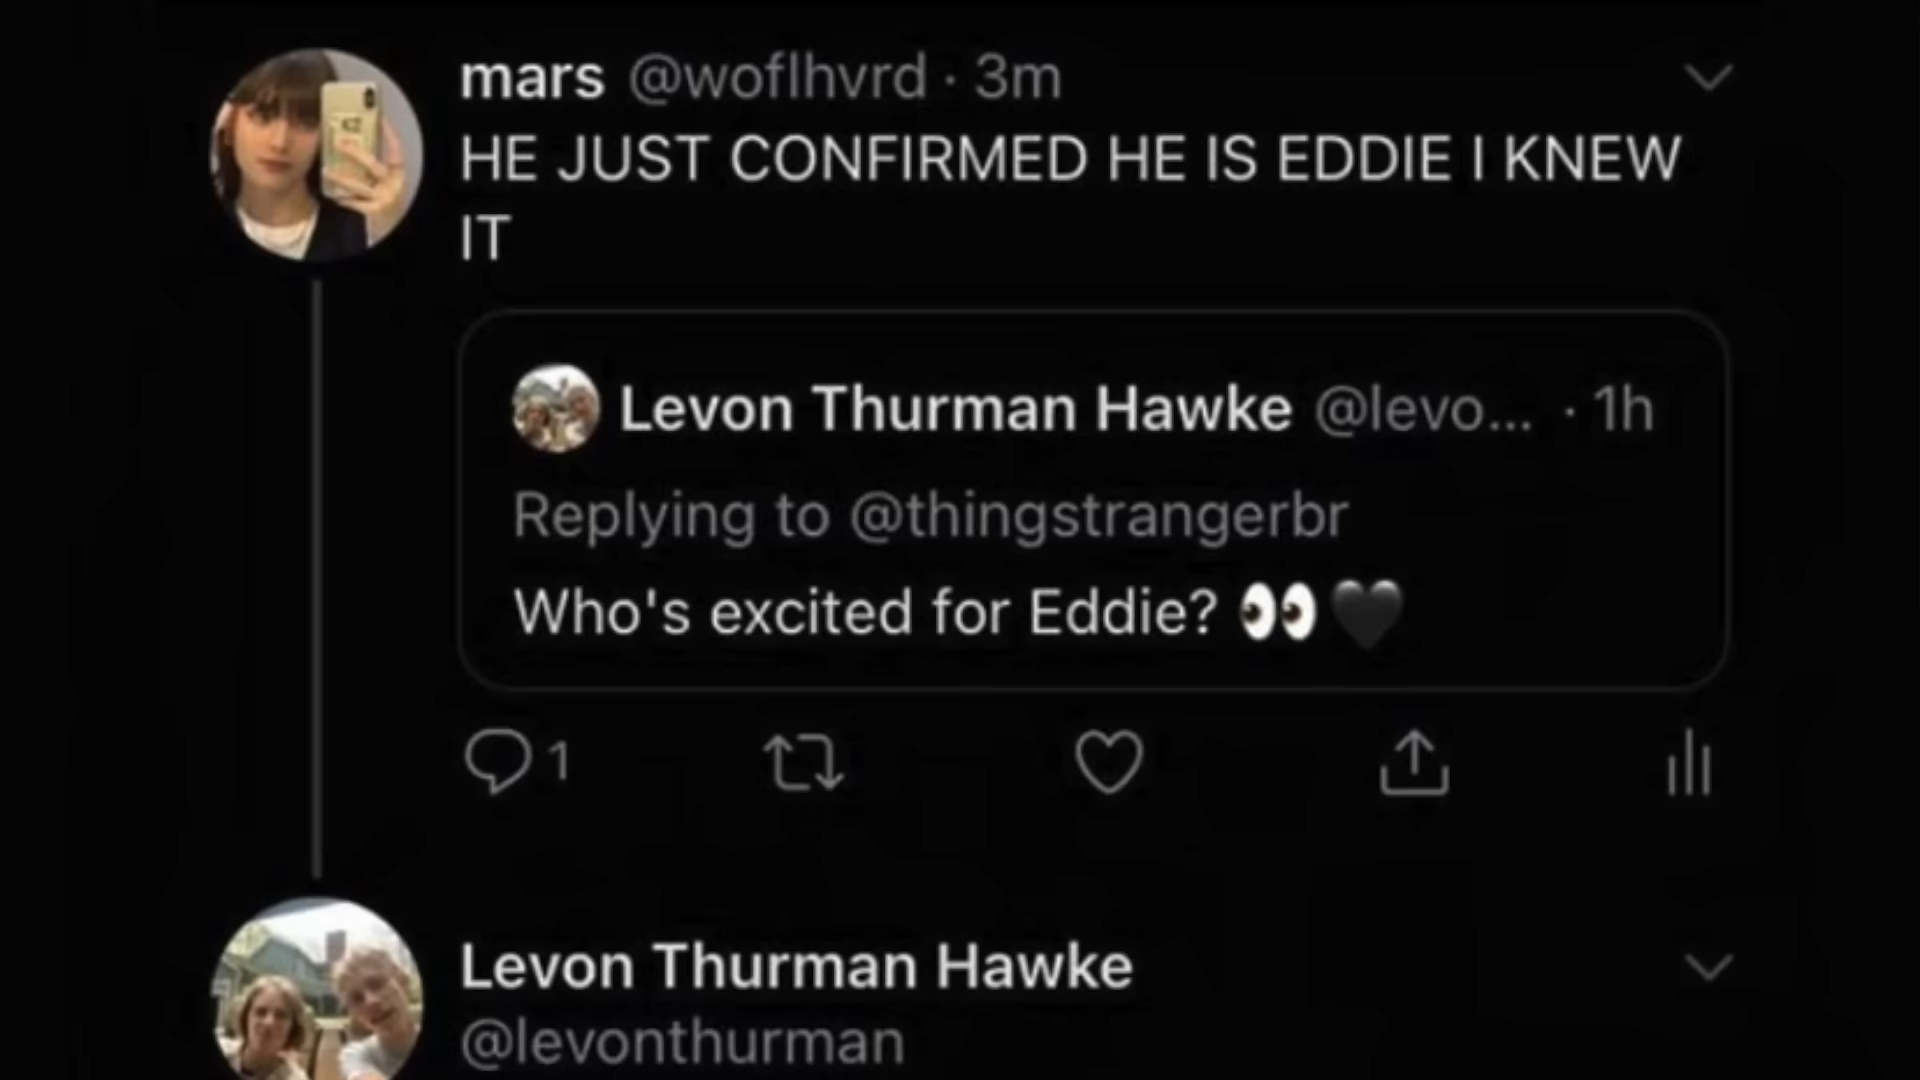 mars @woflhvrd · 3m
HE JUST CONFIRMED HE IS EDDIE I KNEW
IT
Levon Thurman Hawke @levo... · 1h
Replying to @thingstrangerbr
Who's excited for Eddie? 👀🖤
1
Levon Thurman Hawke
@levonthurman